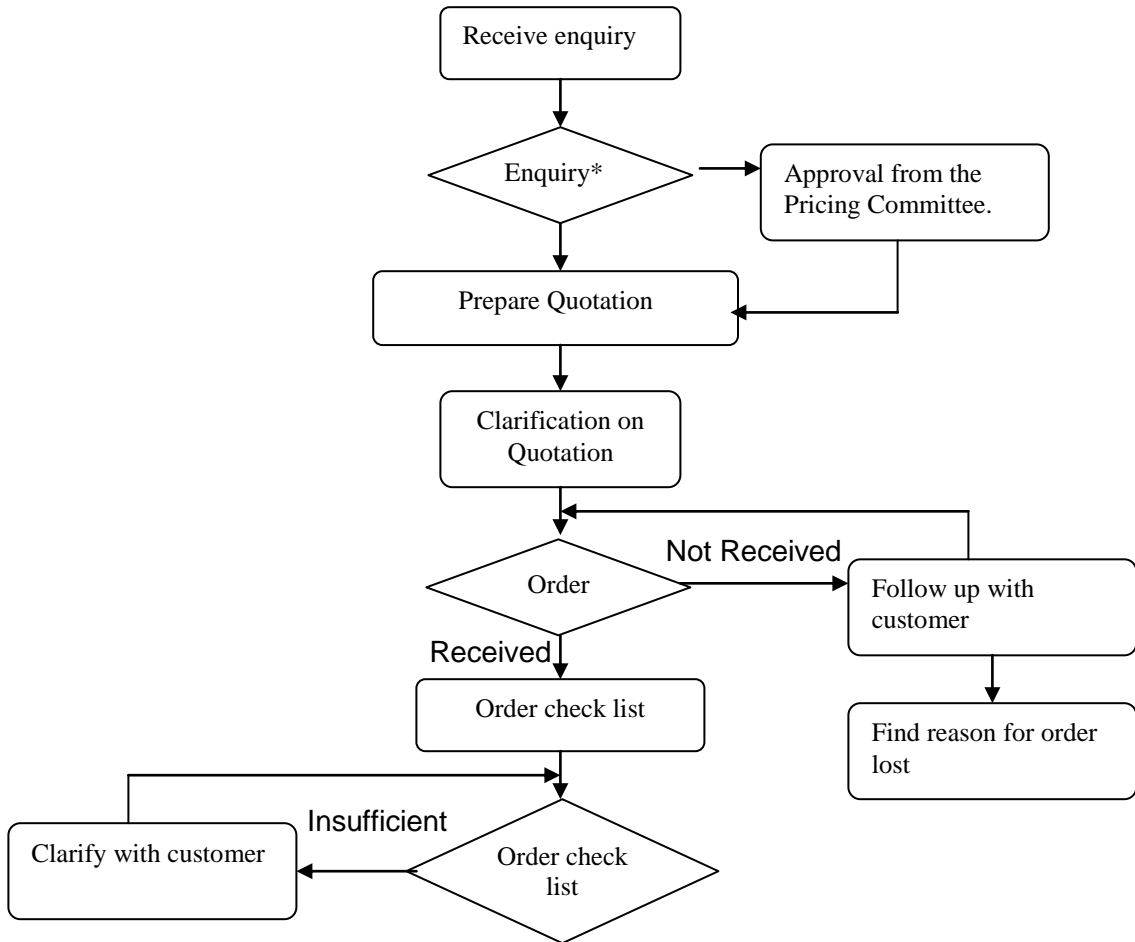 Receive enquiry
Enquiry*
Approval from the
Pricing Committee.
Prepare Quotation
Clarification on
Quotation
Not Received
Order
Follow up with
customer
Received
Order check list
Find reason for order
lost
Insufficient
Clarify with customer
Order check
list